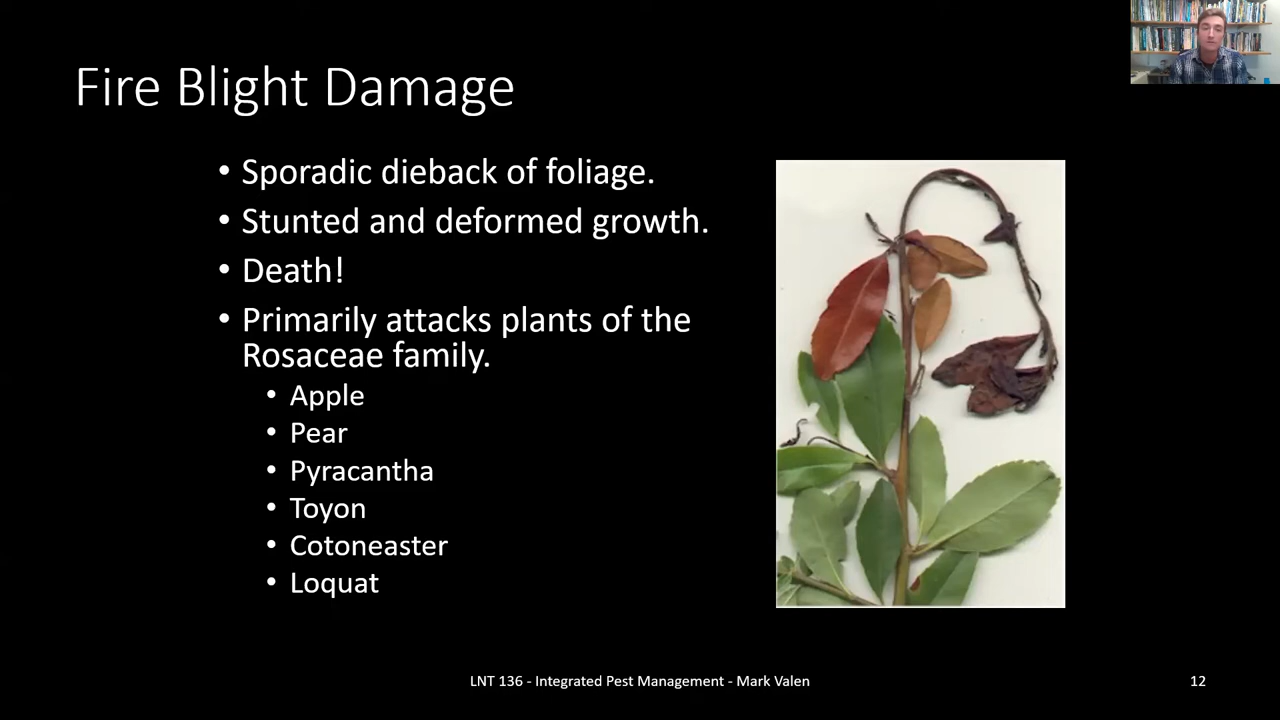 Fire Blight Damage
• Sporadic dieback of foliage.
• Stunted and deformed growth.
• Death!
• Primarily attacks plants of the
Rosaceae family.
• Apple
• Pear
• Pyracantha
• Toyon
• Cotoneaster
• Loquat
LNT 136 - Integrated Pest Management - Mark Valen
12